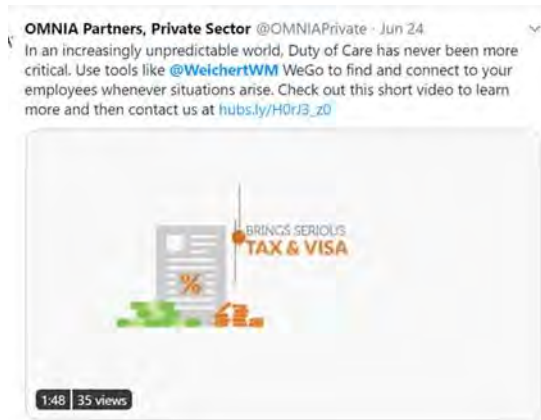 OMNIA Partners, Private Sector @OMNIAPrivate · Jun 24
In an increasingly unpredictable world, Duty of Care has never been more
critical. Use tools like @WeichertWM WeGo to find and connect to your
employees whenever situations arise. Check out this short video to learn
more and then contact us at hubs.ly/H0rJ3_z0
BRINGS SERIOUS
TAX & VISA
%
1:48 35 views